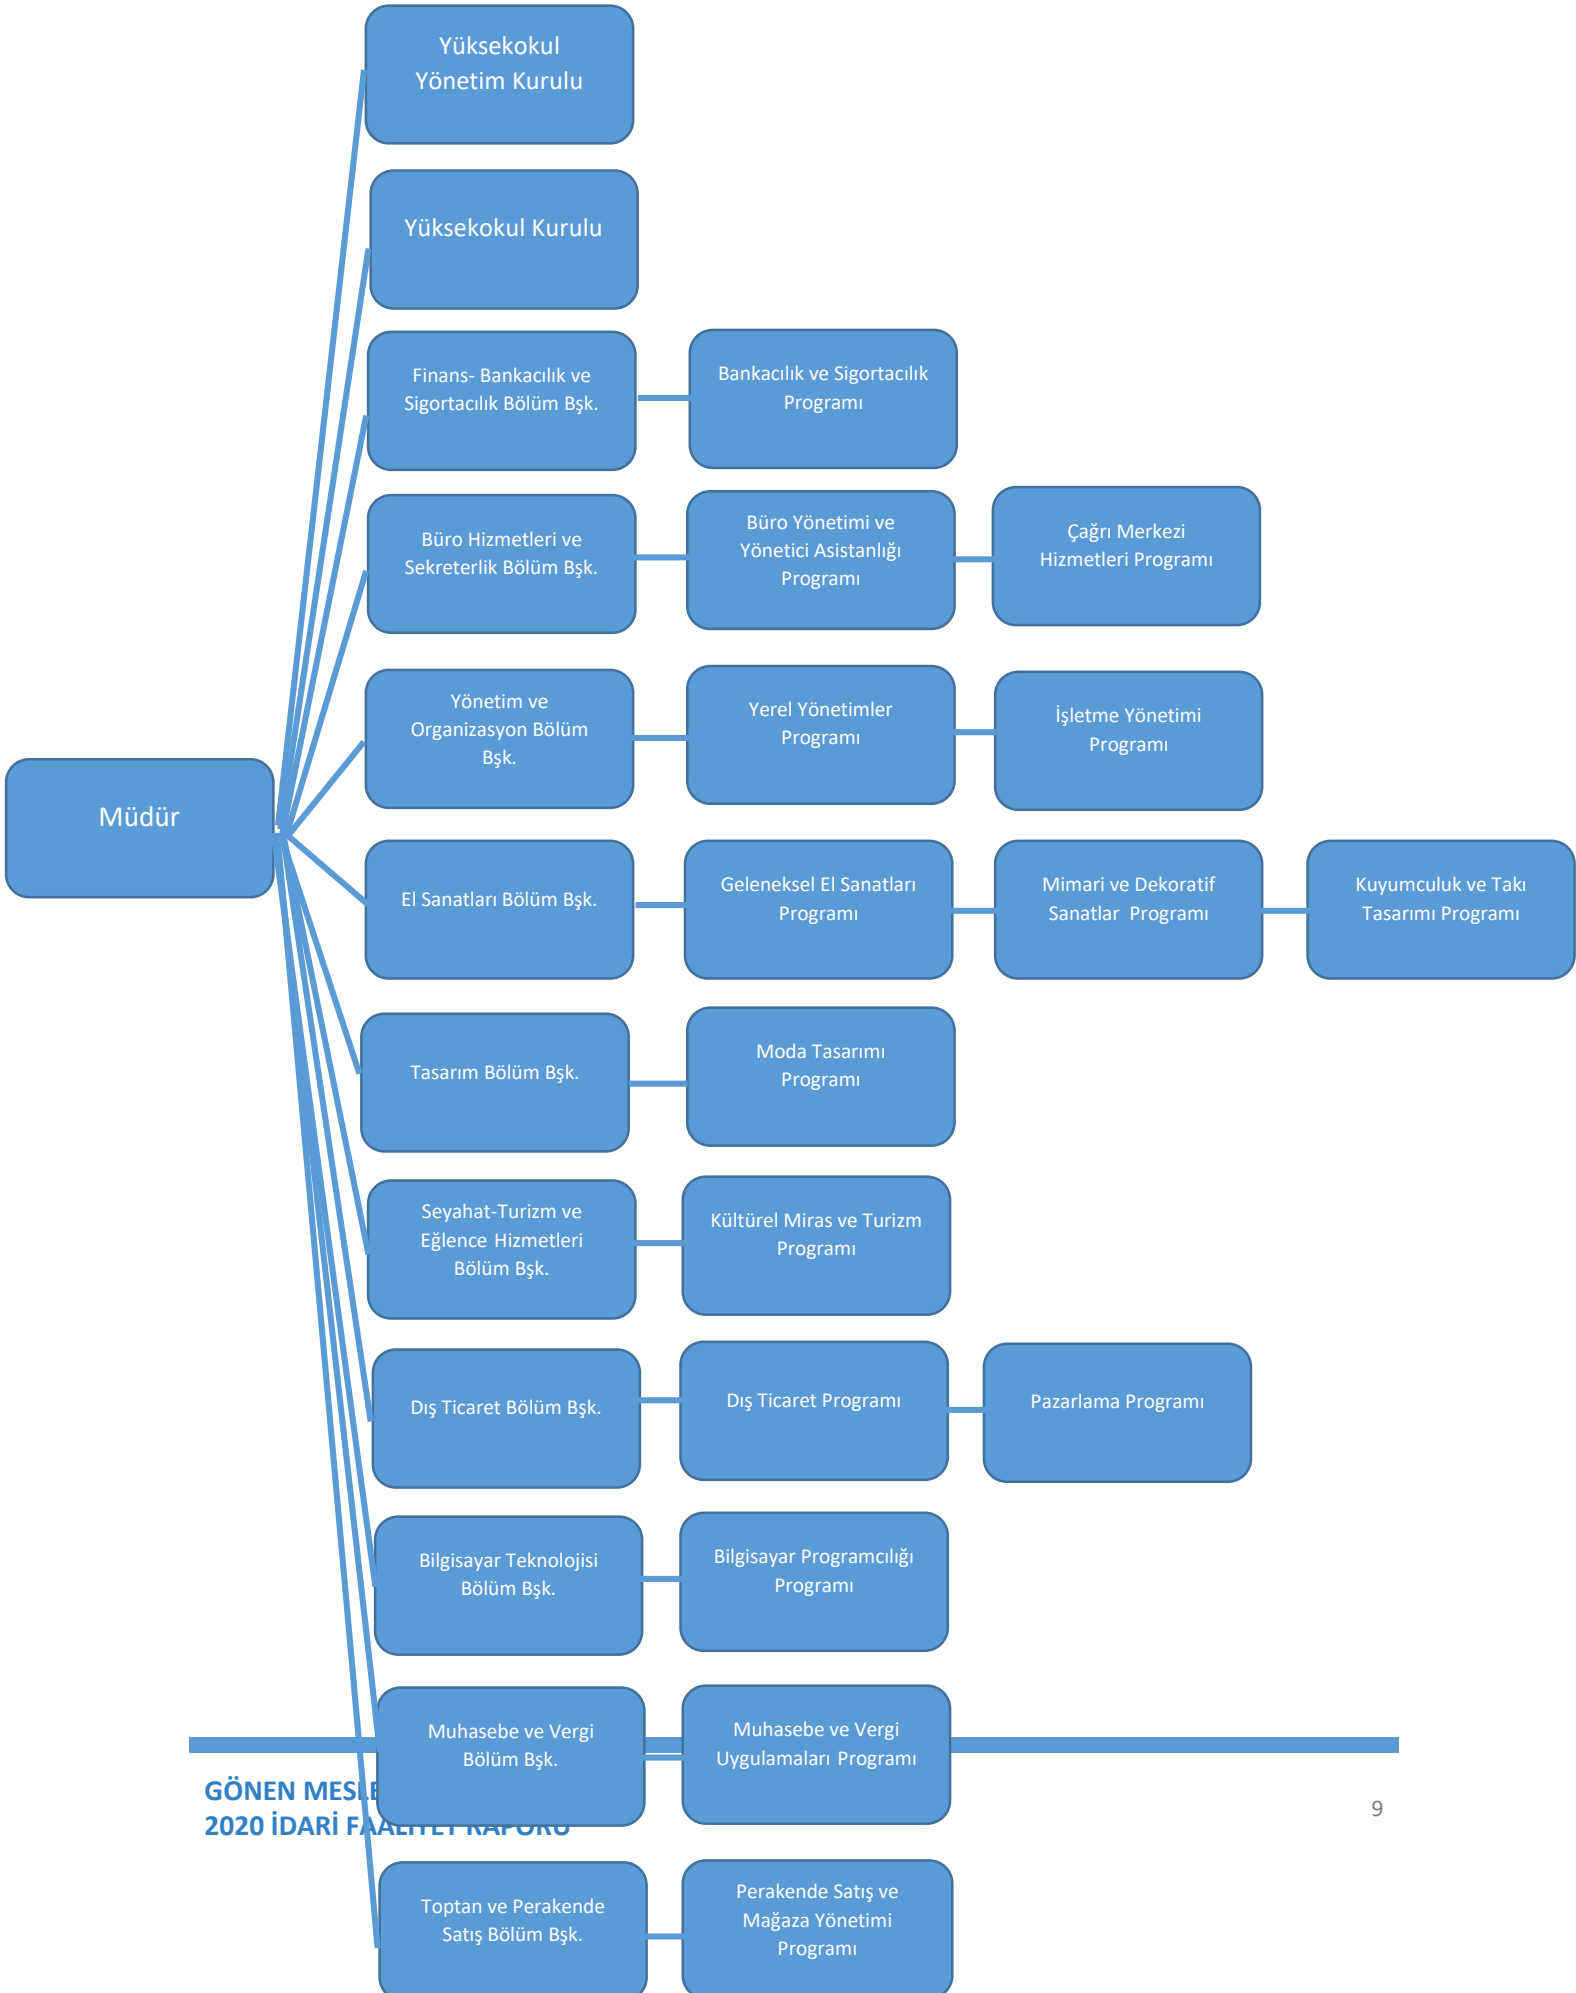 Yüksekokul
Yönetim Kurulu
Yüksekokul Kurulu
Finans- Bankacılık ve
Sigortacılık Bölüm Bşk.
Bankacılık ve Sigortacılık
Programı
Büro Hizmetleri ve
Sekreterlik Bölüm Bşk.
Büro Yönetimi ve
Yönetici Asistanlığı
Programı
Çağrı Merkezi
Hizmetleri Programı
Yönetim ve
Organizasyon Bölüm
Bşk.
Yerel Yönetimler
Programı
İşletme Yönetimi
Programı
Müdür
El Sanatları Bölüm Bşk.
Geleneksel El Sanatları
Programı
Mimari ve Dekoratif
Sanatlar Programı
Kuyumculuk ve Takı
Tasarımı Programı
Tasarım Bölüm Bşk.
Moda Tasarımı
Programı
Seyahat-Turizm ve
Eğlence Hizmetleri
Bölüm Bşk.
Kültürel Miras ve Turizm
Programı
Dış Ticaret Bölüm Bşk.
Dış Ticaret Programı
Pazarlama Programı
Bilgisayar Teknolojisi
Bölüm Bşk.
Bilgisayar Programcılığı
Programı
Muhasebe ve Vergi
Bölüm Bşk.
Muhasebe ve Vergi
Uygulamaları Programı
GÖNEN
2020 İDARİ FAALİYET RAPORU
9
Toptan ve Perakende
Satış Bölüm Bşk.
Perakende Satış ve
Mağaza Yönetimi
Programı